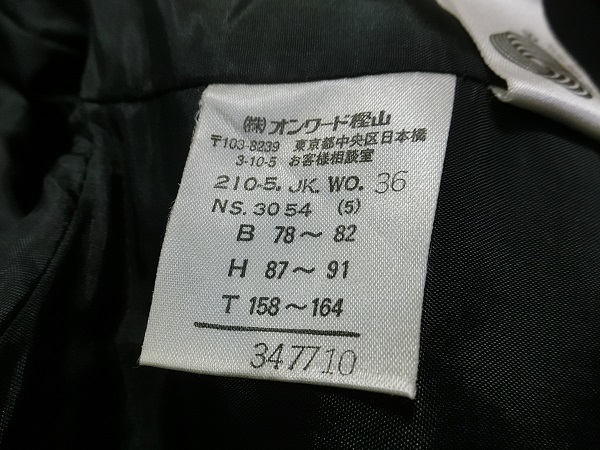 (株)オンワード樫山
〒103-8239 東京都中央区日本橋
3-10-5 お客様相談室
210-5. JK. WO. 36
NS. 3054 (5)
B 78～82
H 87～91
T 158～164
347710